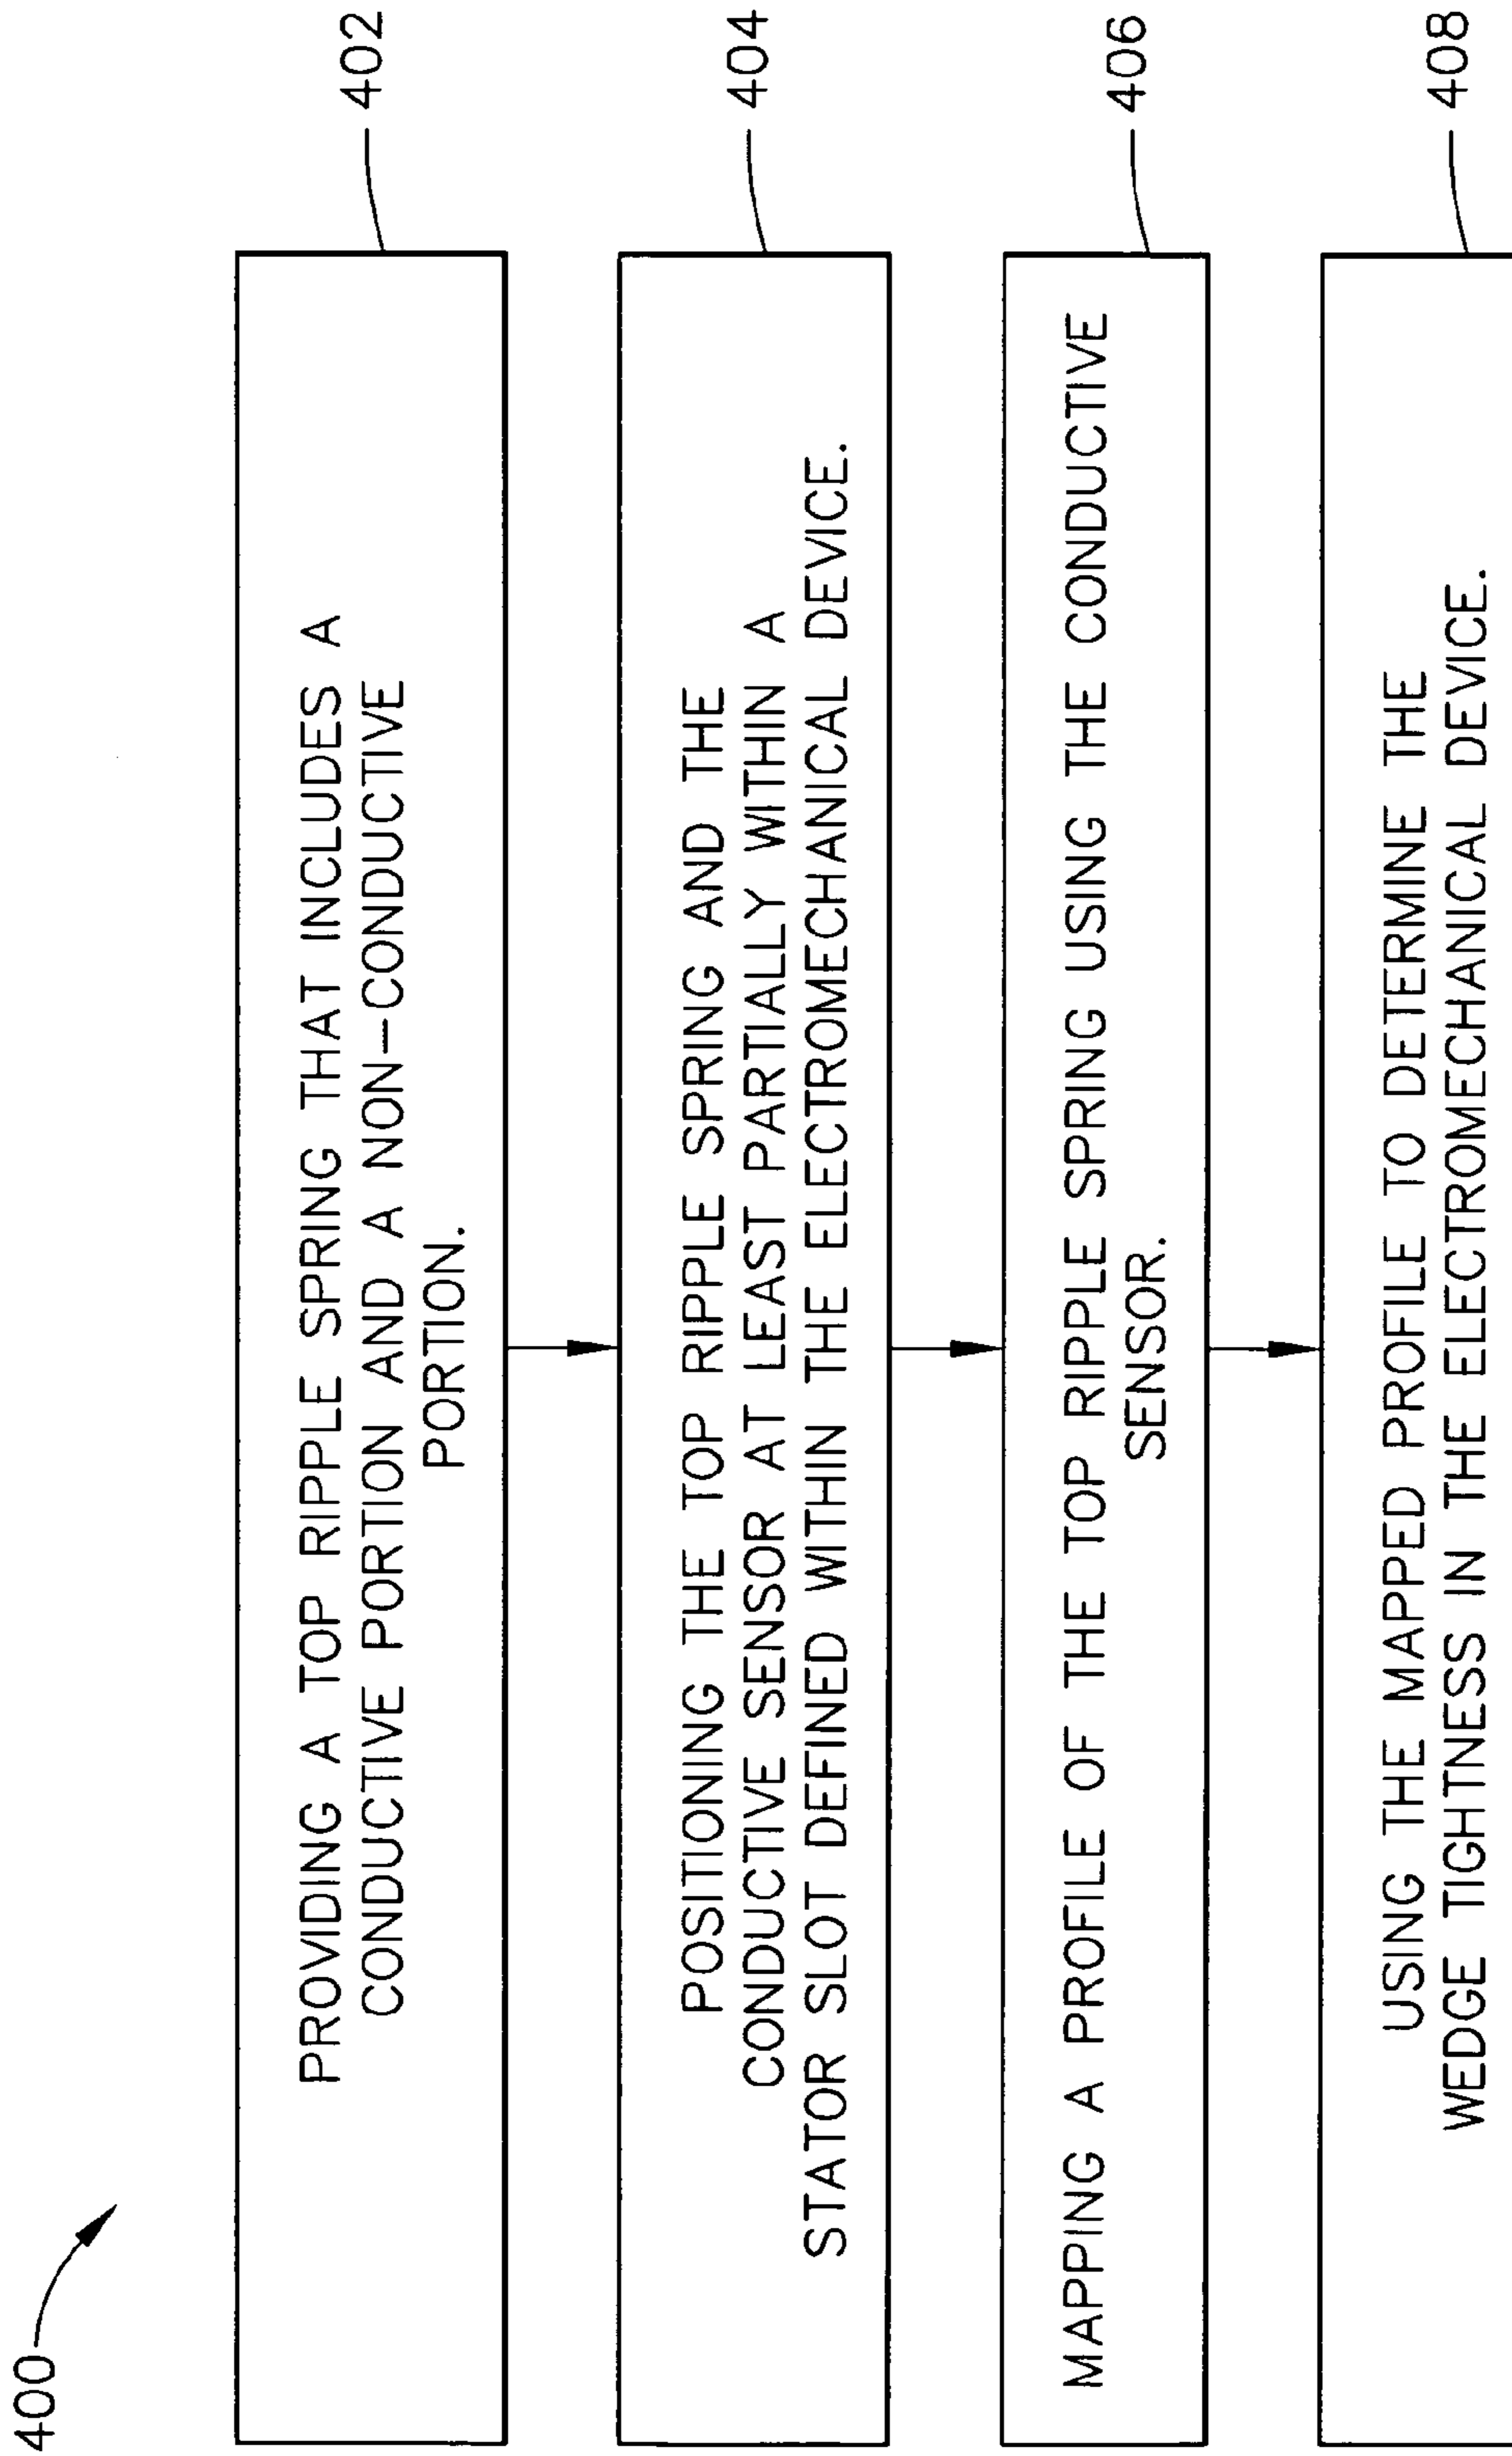 400
PROVIDING A TOP RIPPLE SPRING THAT INCLUDES A
CONDUCTIVE PORTION AND A NON-CONDUCTIVE
PORTION.
402
POSITIONING THE TOP RIPPLE SPRING AND THE
CONDUCTIVE SENSOR AT LEAST PARTIALLY WITHIN A
STATOR SLOT DEFINED WITHIN THE ELECTROMECHANICAL DEVICE.
404
MAPPING A PROFILE OF THE TOP RIPPLE SPRING USING THE CONDUCTIVE
SENSOR.
406
USING THE MAPPED PROFILE TO DETERMINE THE
WEDGE TIGHTNESS IN THE ELECTROMECHANICAL DEVICE.
408